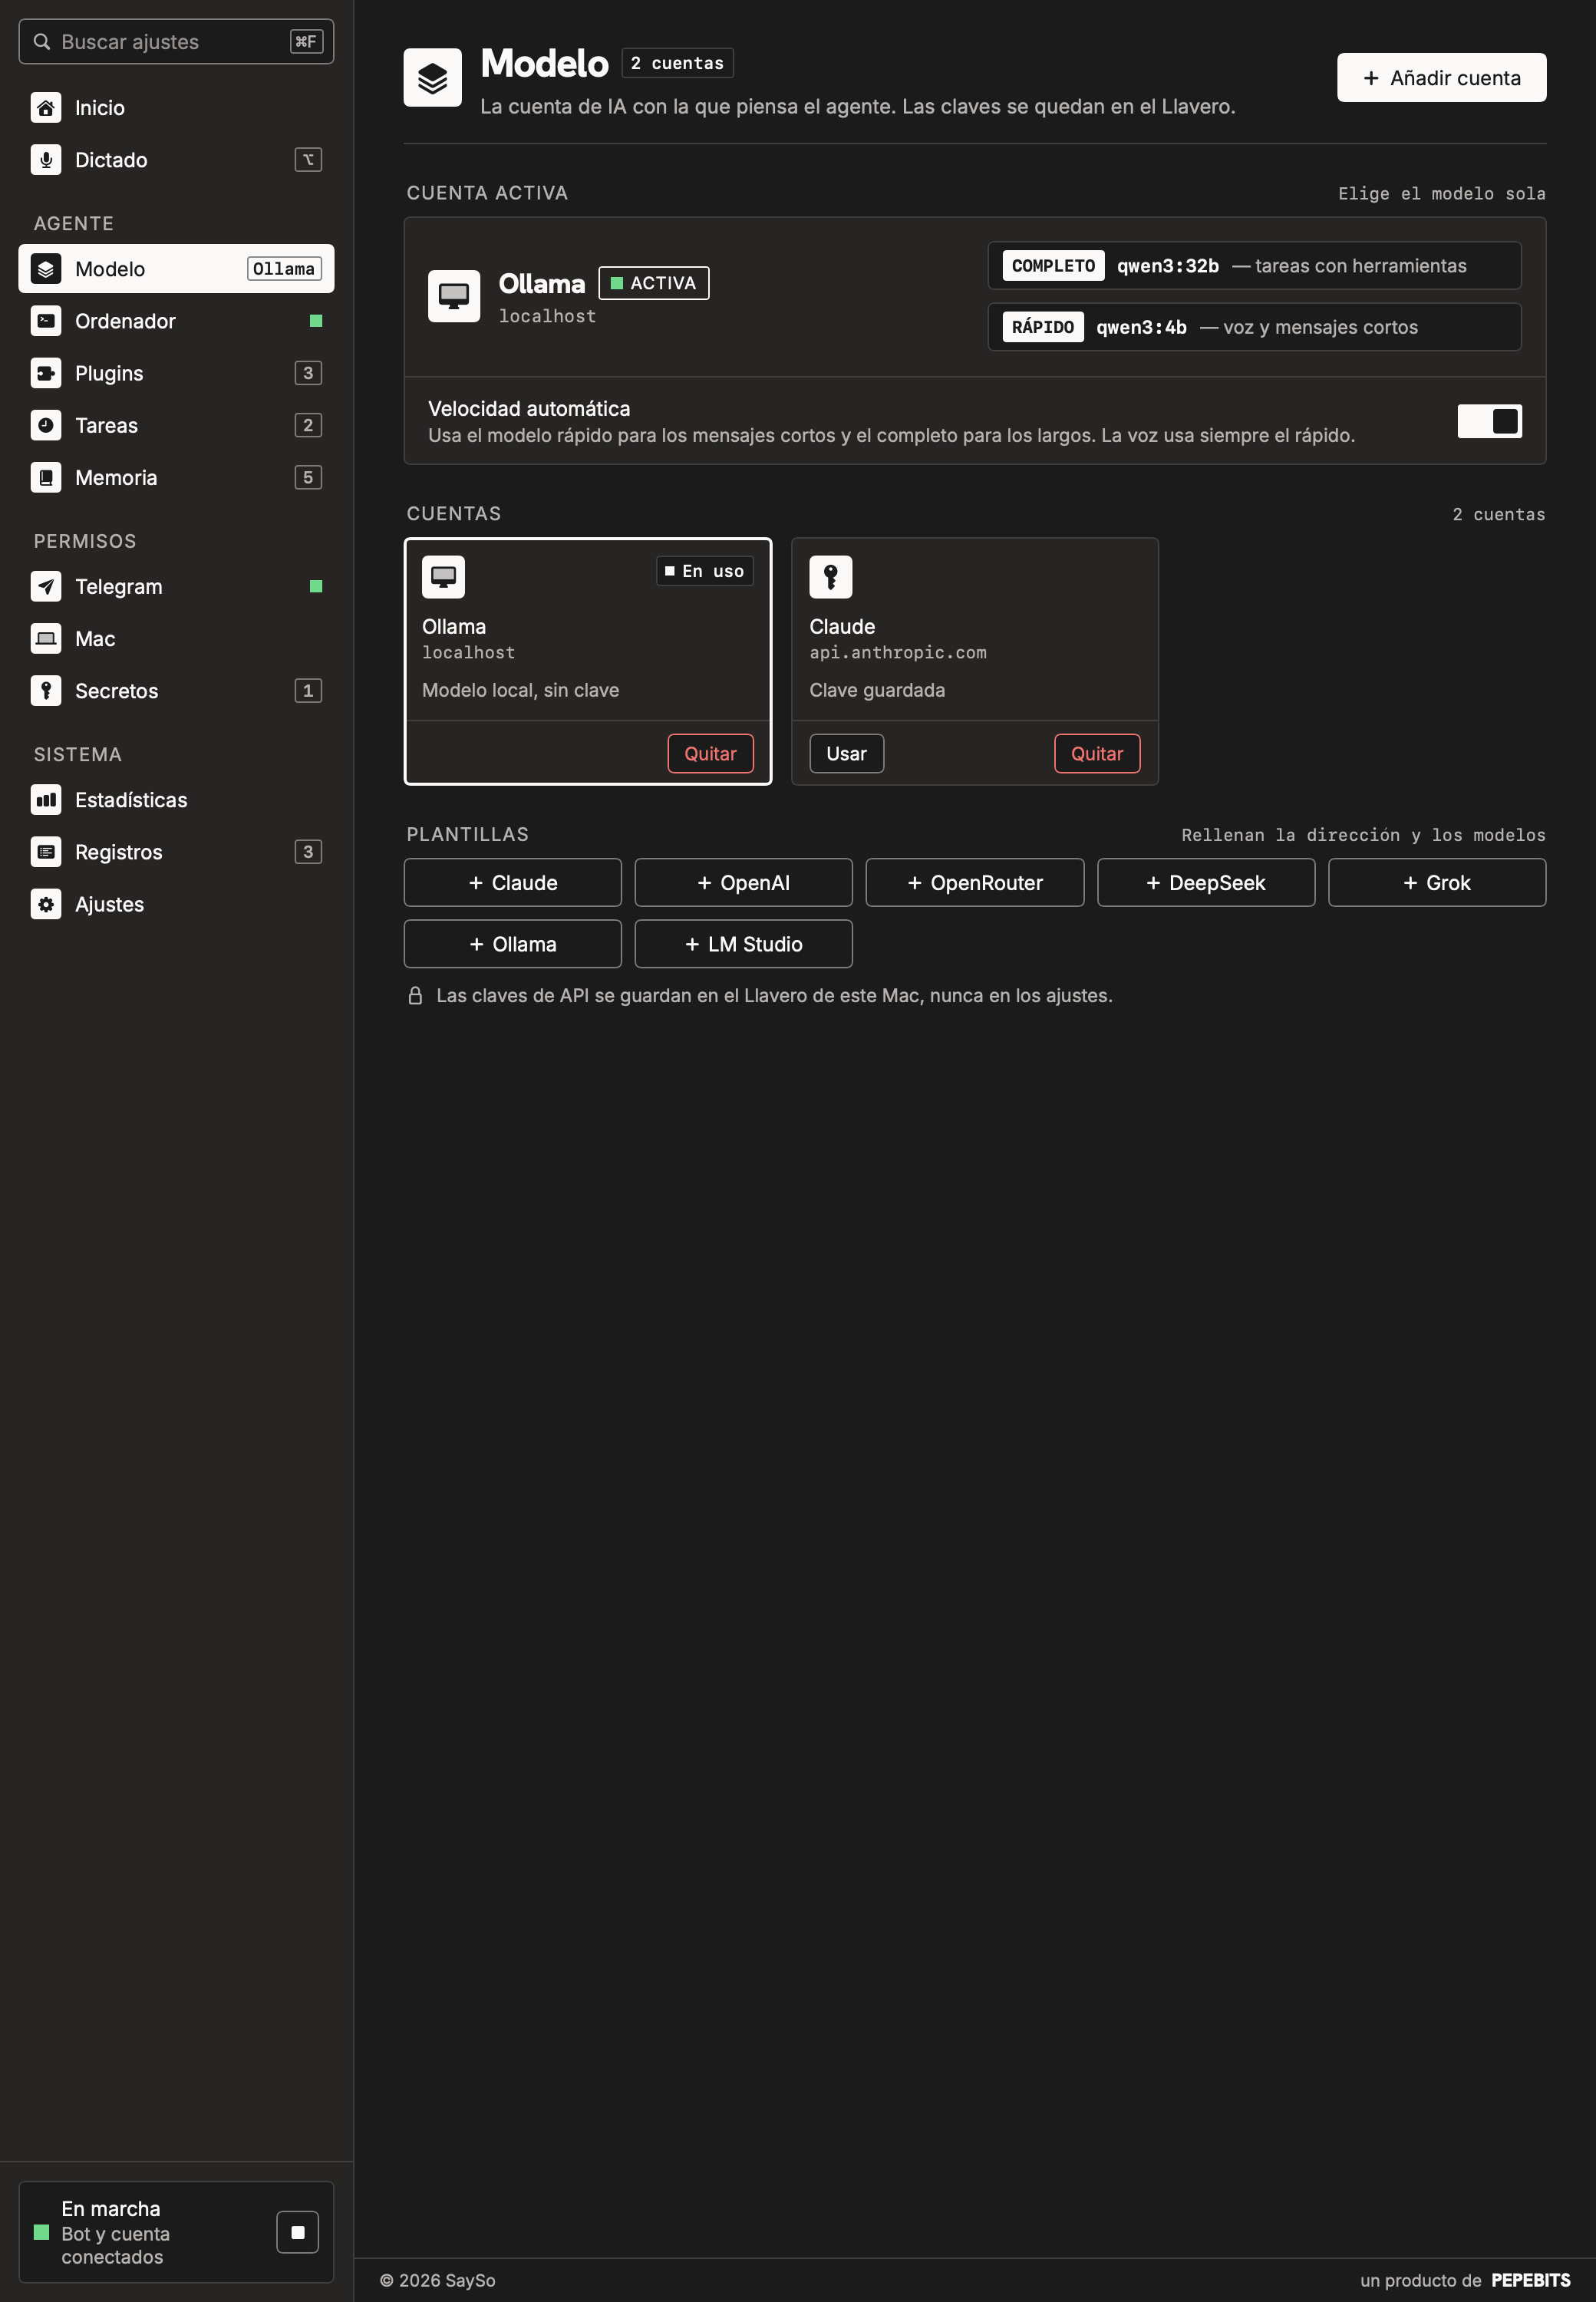 Buscar ajustes ⌘F
Inicio
Dictado ⌥
AGENTE
Modelo Ollama
Ordenador
Plugins 3
Tareas 2
Memoria 5
PERMISOS
Telegram
Mac
Secretos 1
SISTEMA
Estadísticas
Registros 3
Ajustes
En marcha
Bot y cuenta
conectados
Modelo 2 cuentas
La cuenta de IA con la que piensa el agente. Las claves se quedan en el Llavero.
+ Añadir cuenta
CUENTA ACTIVA Elige el modelo sola
Ollama ACTIVA
localhost
COMPLETO qwen3:32b — tareas con herramientas
RÁPIDO qwen3:4b — voz y mensajes cortos
Velocidad automática
Usa el modelo rápido para los mensajes cortos y el completo para los largos. La voz usa siempre el rápido.
CUENTAS 2 cuentas
En uso
Ollama
localhost
Modelo local, sin clave
Quitar
Claude
api.anthropic.com
Clave guardada
Usar Quitar
PLANTILLAS Rellenan la dirección y los modelos
+ Claude + OpenAI + OpenRouter + DeepSeek + Grok
+ Ollama + LM Studio
Las claves de API se guardan en el Llavero de este Mac, nunca en los ajustes.
© 2026 SaySo un producto de PEPEBITS